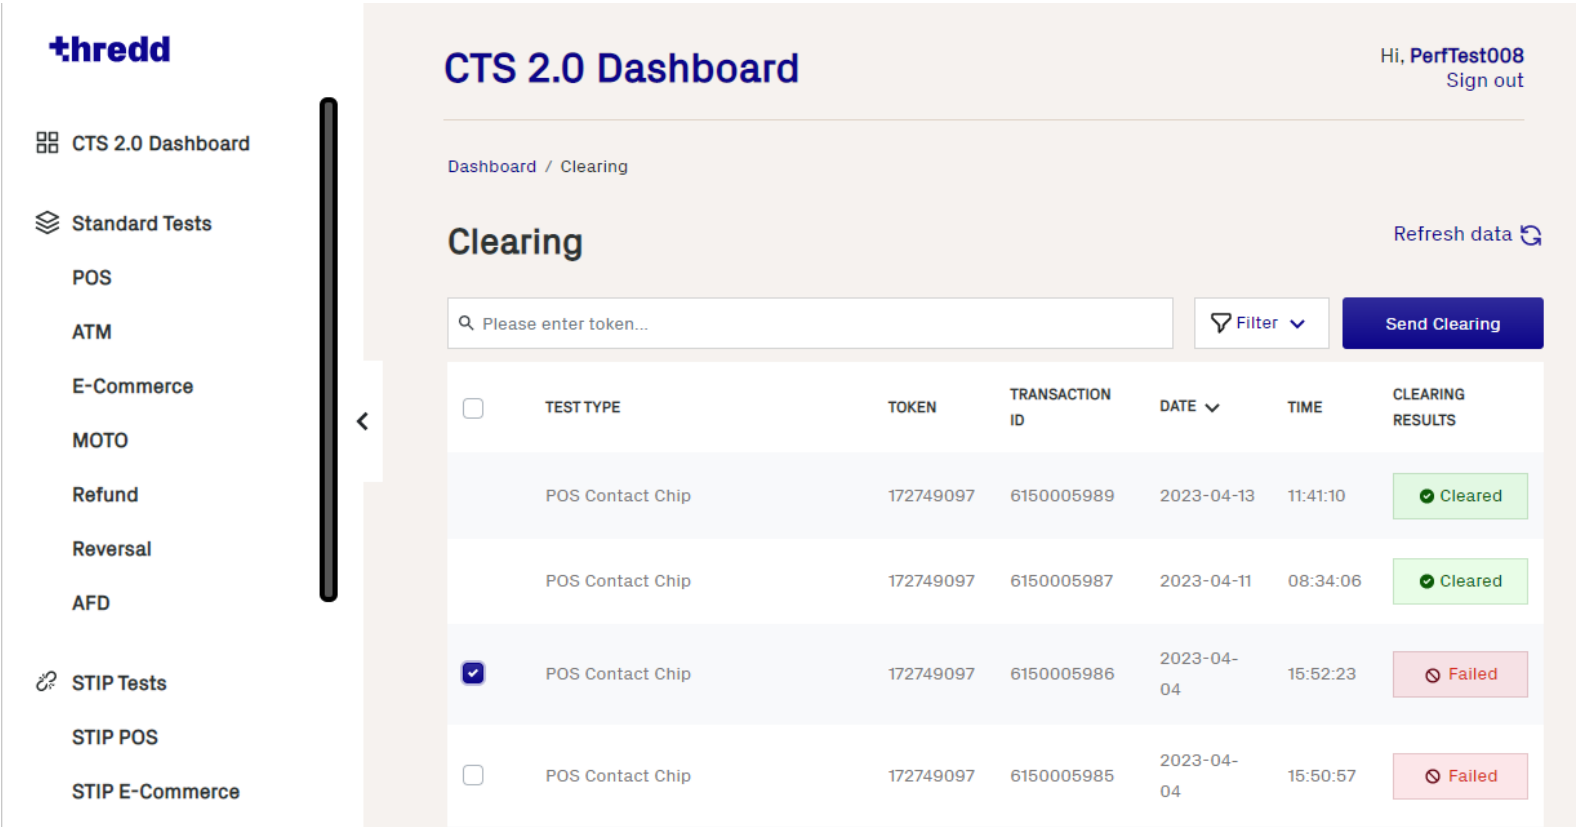 thredd
CTS 2.0 Dashboard
Standard Tests
POS
ATM
E-Commerce
MOTO
Refund
Reversal
AFD
STIP Tests
STIP POS
STIP E-Commerce
CTS 2.0 Dashboard
Hi, PerfTest008
Sign out
Dashboard / Clearing
Clearing
Refresh data
Please enter token...
Filter
Send Clearing
TEST TYPE TOKEN TRANSACTION ID DATE TIME CLEARING RESULTS
POS Contact Chip 172749097 6150005989 2023-04-13 11:41:10 Cleared
POS Contact Chip 172749097 6150005987 2023-04-11 08:34:06 Cleared
POS Contact Chip 172749097 6150005986 2023-04-04 15:52:23 Failed
POS Contact Chip 172749097 6150005985 2023-04-04 15:50:57 Failed